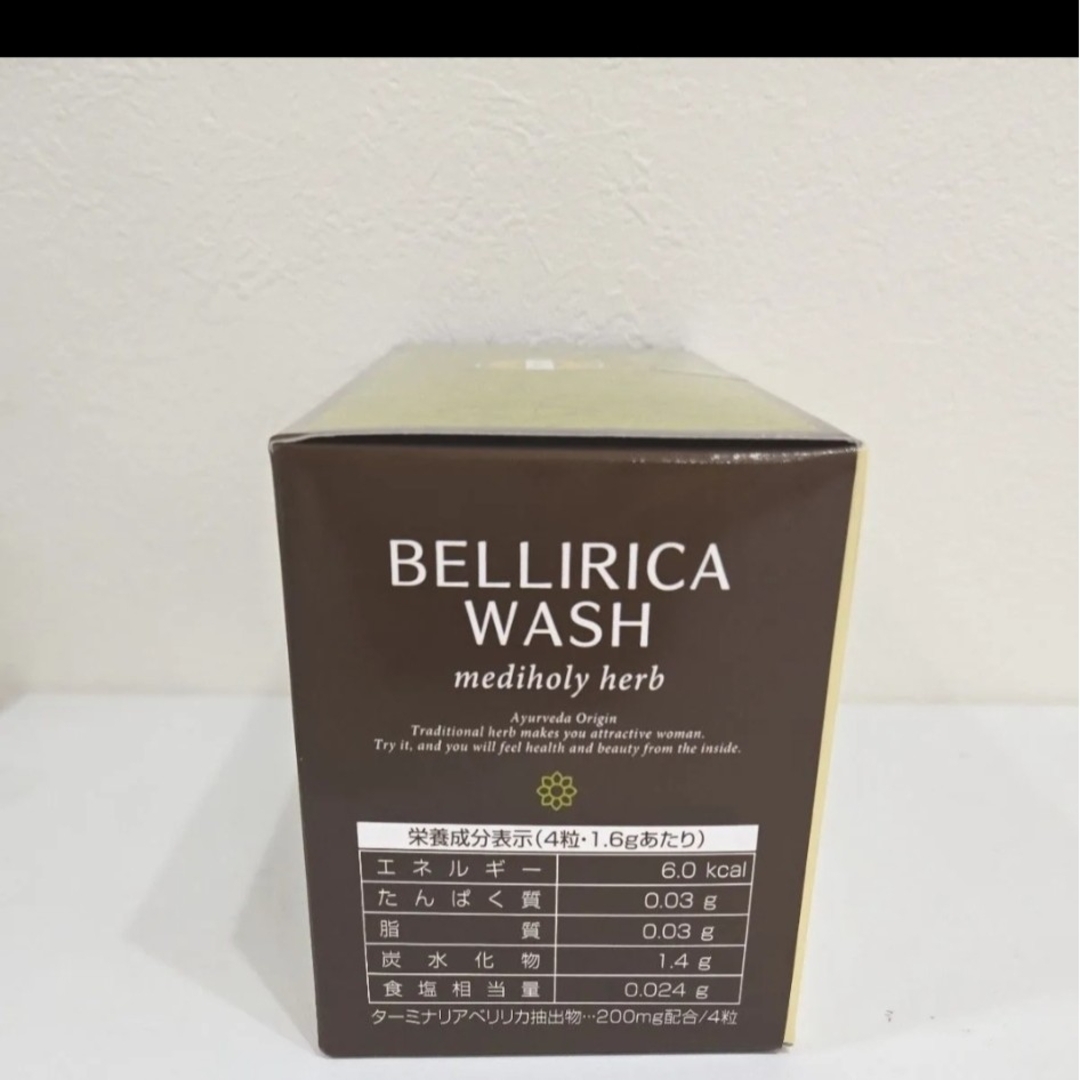 BELLIRICA
WASH
mediholy herb
Ayurveda Origin
Traditional herb makes you attractive woman.
Try it, and you will feel health and beauty from the inside.
栄養成分表示(4粒・1.6gあたり)
エネルギー 6.0 kcal
たんぱく質 0.03 g
脂質 0.03 g
炭水化物 1.4 g
食塩相当量 0.024 g
ターミナリアベリリカ抽出物…200mg配合/4粒